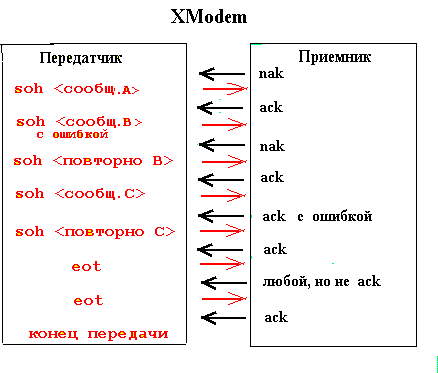 XModem
Передатчик
Приемник
nak
soh <сообщ.A>
ack
soh <сообщ.B>
с ошибкой
nak
soh <повторно B>
ack
soh <сообщ.C>
ack с ошибкой
soh <повторно C>
ack
eot
любой, но не ack
eot
ack
конец передачи